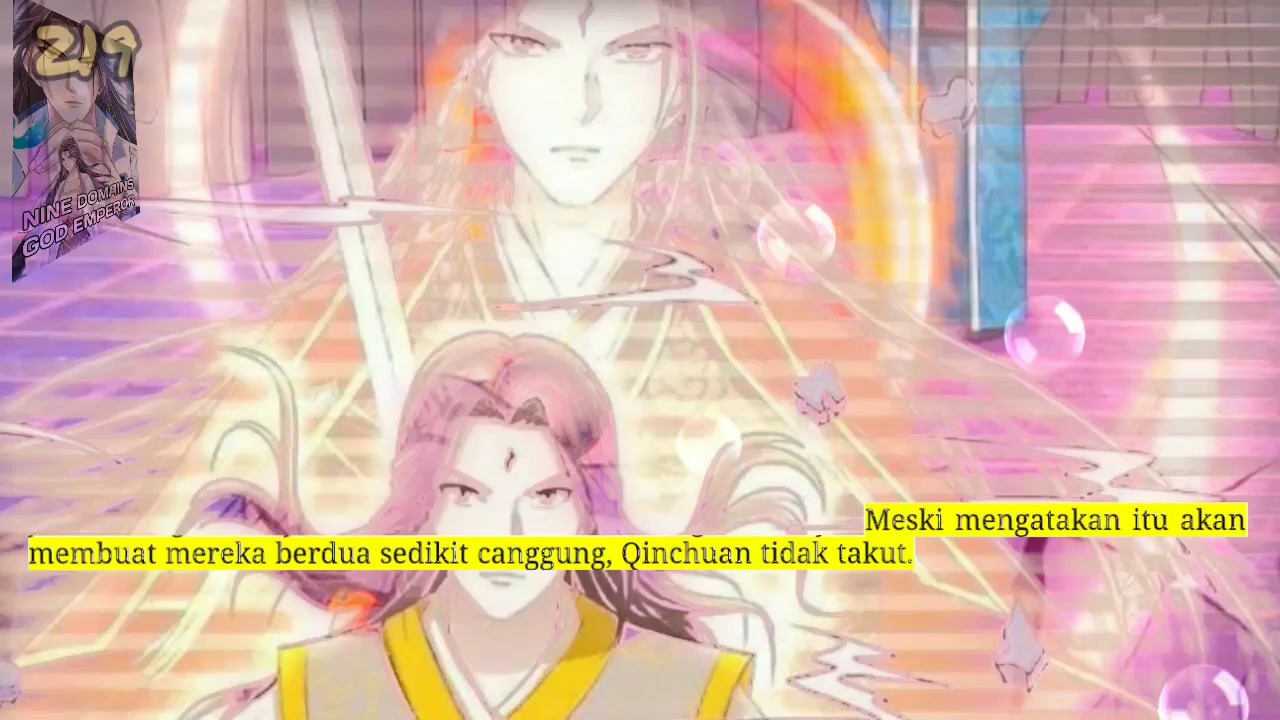 219
NINE DOMAINS
GOD EMPEROR
Meski mengatakan itu akan
membuat mereka berdua sedikit canggung, Qinchuan tidak takut.